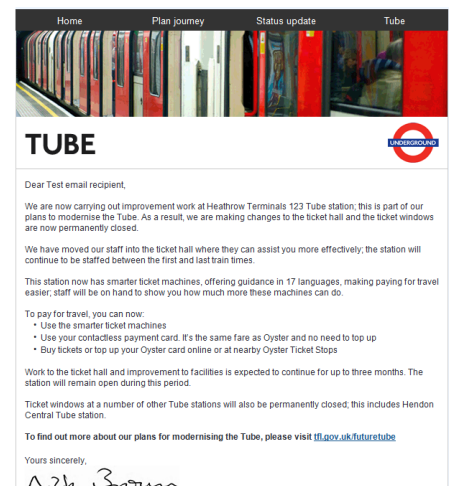 Home Plan journey Status update Tube
TUBE
UNDERGROUND
Dear Test email recipient,
We are now carrying out improvement work at Heathrow Terminals 123 Tube station; this is part of our
plans to modernise the Tube. As a result, we are making changes to the ticket hall and the ticket windows
are now permanently closed.
We have moved our staff into the ticket hall where they can assist you more effectively; the station will
continue to be staffed between the first and last train times.
This station now has smarter ticket machines, offering guidance in 17 languages, making paying for travel
easier; staff will be on hand to show you how much more these machines can do.
To pay for travel, you can now:
• Use the smarter ticket machines
• Use your contactless payment card. It's the same fare as Oyster and no need to top up
• Buy tickets or top up your Oyster card online or at nearby Oyster Ticket Stops
Work to the ticket hall and improvement to facilities is expected to continue for up to three months. The
station will remain open during this period.
Ticket windows at a number of other Tube stations will also be permanently closed; this includes Hendon
Central Tube station.
To find out more about our plans for modernising the Tube, please visit tfl.gov.uk/futuretube
Yours sincerely,